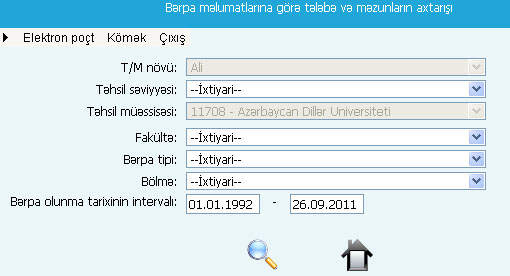 Bərpa məlumatlarına görə tələbə və məzunların axtarışı
Elektron poçt Kömək Çıxış
T/M növü: Ali
Təhsil səviyyəsi: --İxtiyari--
Təhsil müəssisəsi: 11708 - Azərbaycan Dillər Universiteti
Fakültə: --İxtiyari--
Bərpa tipi: --İxtiyari--
Bölmə: --İxtiyari--
Bərpa olunma tarixinin intervalı: 01.01.1992 - 26.09.2011